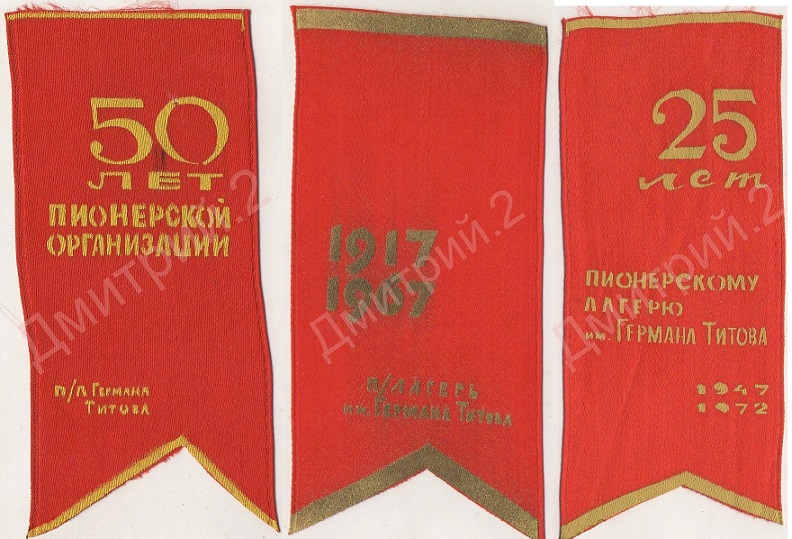 50
ЛЕТ
ПИОНЕРСКОЙ
ОРГАНИЗАЦИИ
П/Л ГЕРМАНА
ТИТОВА
1917
1967
П/ЛАГЕРЬ
им. ГЕРМАНА ТИТОВА
25
лет
ПИОНЕРСКОМУ
ЛАГЕРЮ
им. ГЕРМАНА ТИТОВА
1947
1972
Дмитрий.2
Дмитрий.2
Дмитрий.2